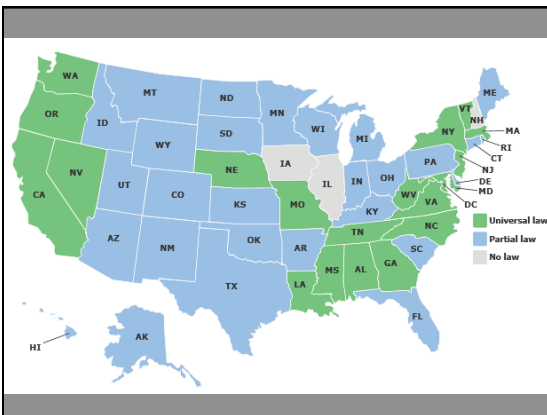 WA
MT
ND
MN
ME
VT
NH
OR
ID
SD
WI
MI
NY
MA
RI
CT
WY
NE
IA
PA
NJ
DE
MD
DC
NV
UT
CO
KS
MO
IL
IN
OH
WV
VA
KY
CA
AZ
NM
OK
AR
TN
NC
SC
MS
AL
GA
TX
LA
FL
AK
HI
Universal law
Partial law
No law